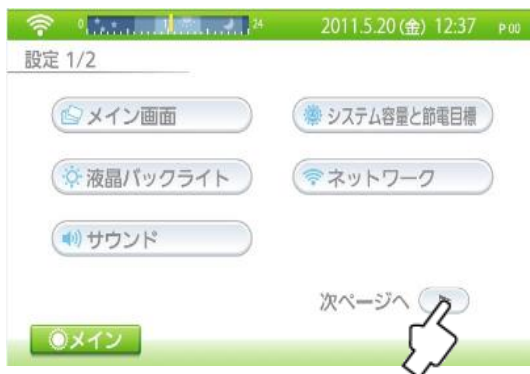 0 12 24 2011.5.20 (金) 12:37 P-00
設定 1/2
メイン画面
システム容量と節電目標
液晶バックライト
ネットワーク
サウンド
次ページへ
メイン